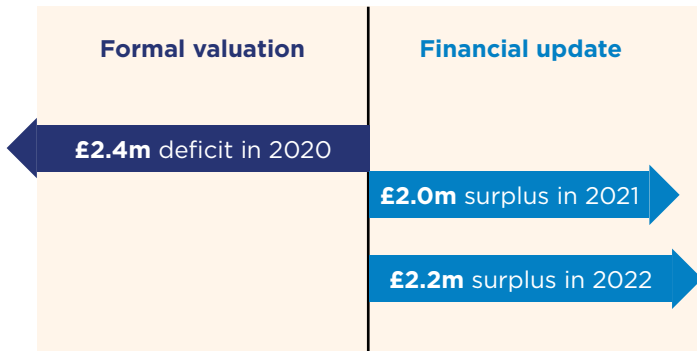 Formal valuation
Financial update
£2.4m deficit in 2020
£2.0m surplus in 2021
£2.2m surplus in 2022